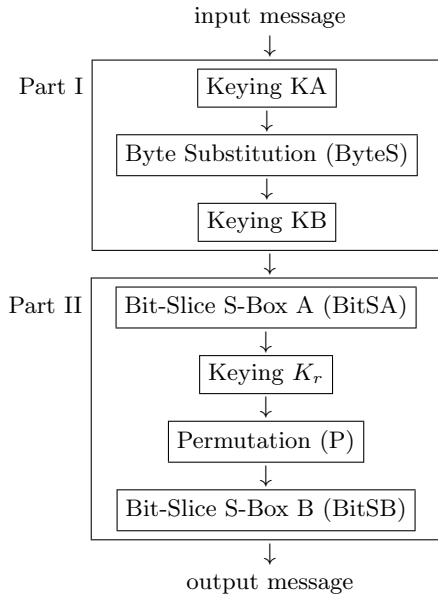 input message
Part I
Keying KA
Byte Substitution (ByteS)
Keying KB
Part II
Bit-Slice S-Box A (BitSA)
Keying K_r
Permutation (P)
Bit-Slice S-Box B (BitSB)
output message